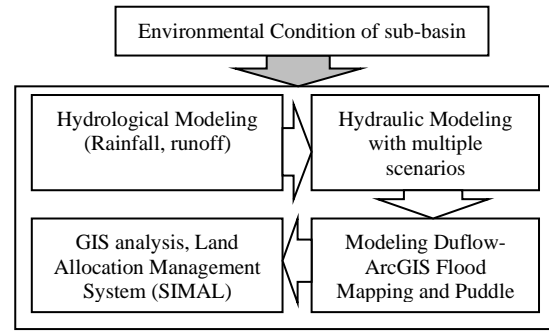 Environmental Condition of sub-basin
Hydrological Modeling
(Rainfall, runoff)
Hydraulic Modeling
with multiple
scenarios
GIS analysis, Land
Allocation Management
System (SIMAL)
Modeling Duflow-
ArcGIS Flood
Mapping and Puddle